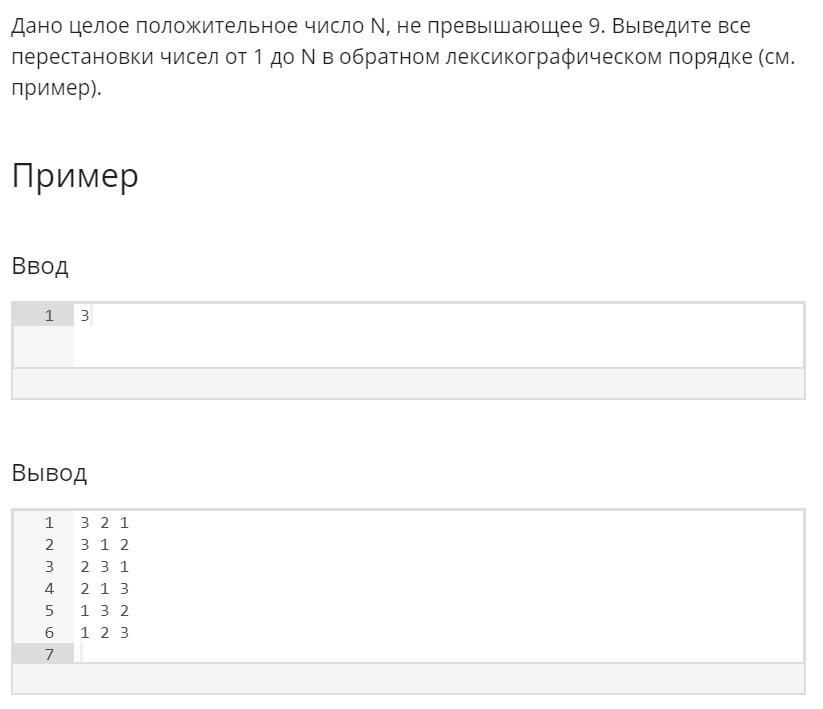 Дано целое положительное число N, не превышающее 9. Выведите все
перестановки чисел от 1 до N в обратном лексикографическом порядке (см.
пример).
Пример
Ввод
1 3
Вывод
1 3 2 1
2 3 1 2
3 2 3 1
4 2 1 3
5 1 3 2
6 1 2 3
7